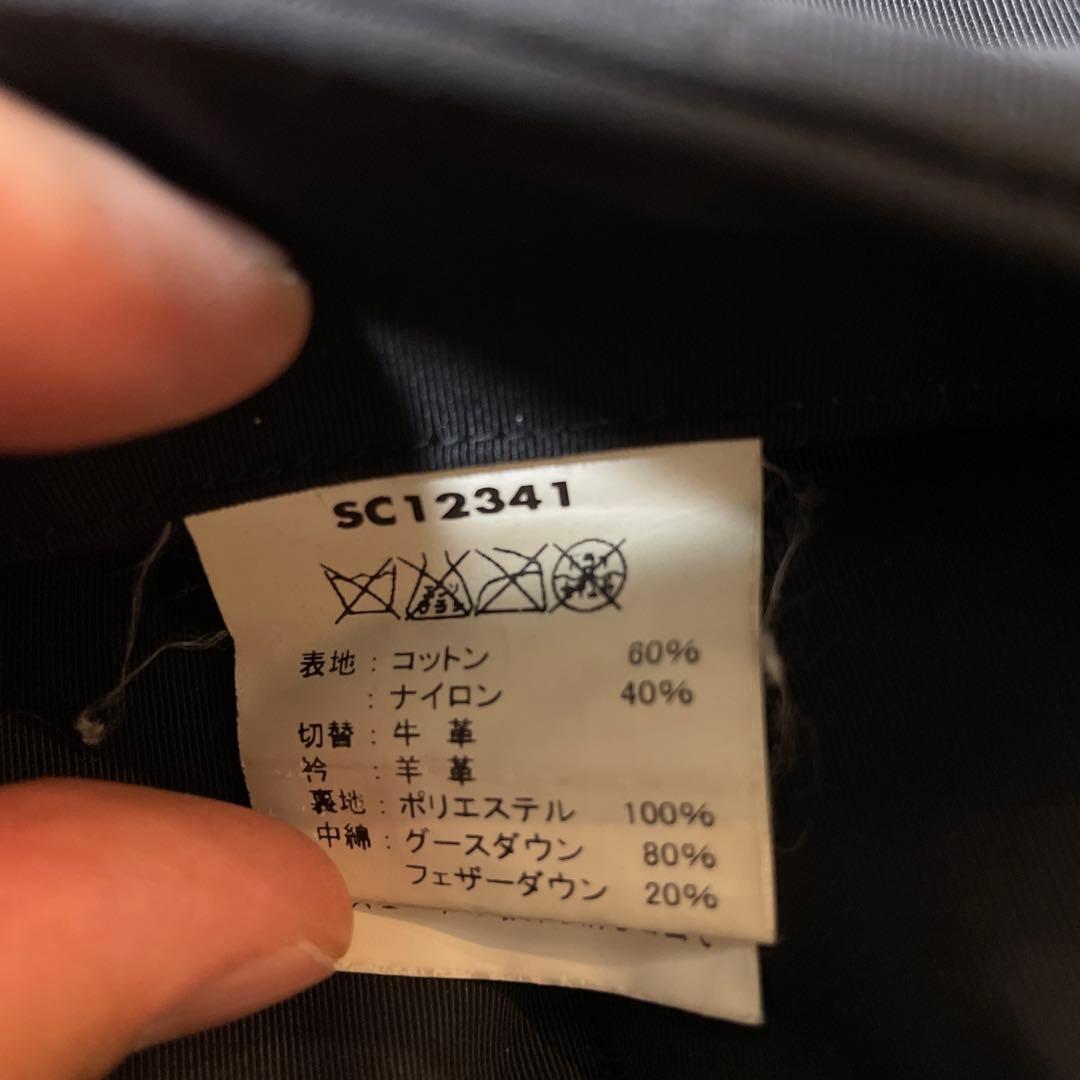 SC12341
表地：コットン 60%
：ナイロン 40%
切替：牛 革
衿 ：羊 革
裏地：ポリエステル 100%
中綿：グースダウン 80%
フェザーダウン 20%